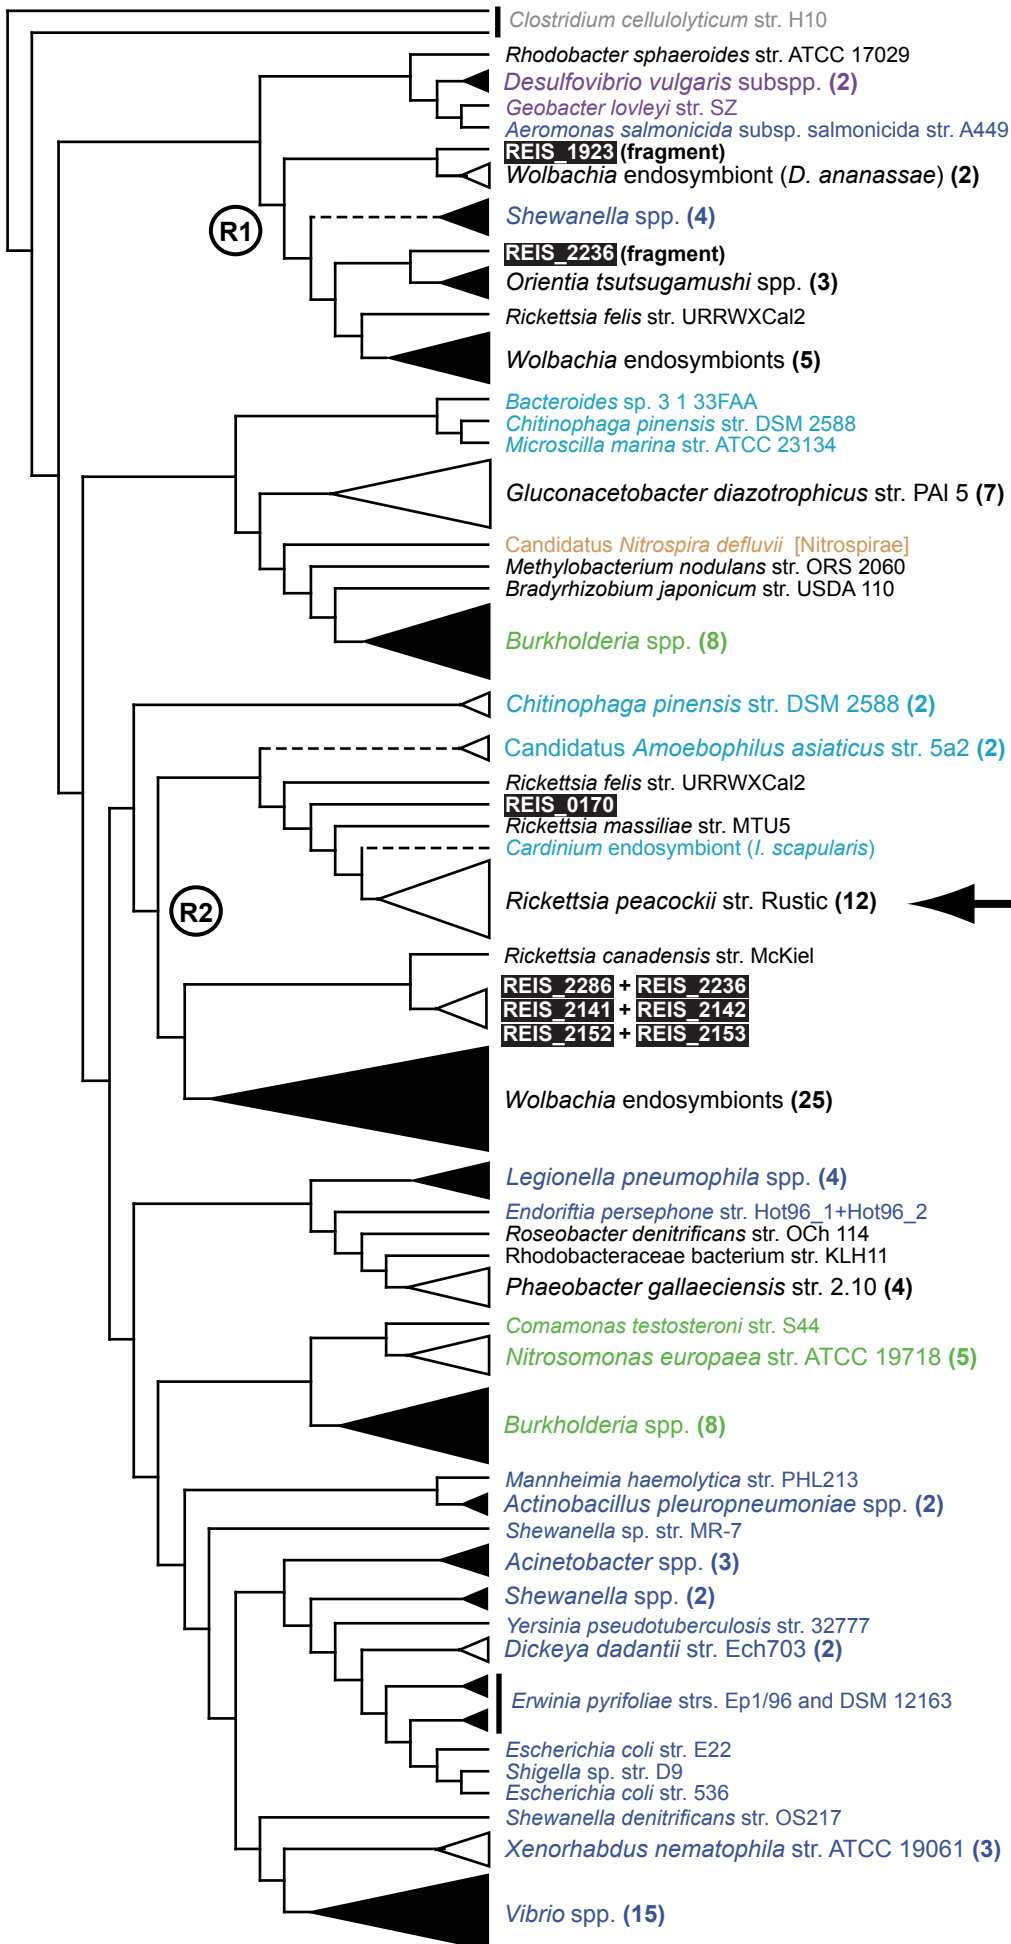 Clostridium cellulolyticum str. H10
Rhodobacter sphaeroides str. ATCC 17029
Desulfovibrio vulgaris subspp. (2)
Geobacter lovleyi str. SZ
Aeromonas salmonicida subsp. salmonicida str. A449
REIS_1923 (fragment)
Wolbachia endosymbiont (D. ananassae) (2)
Shewanella spp. (4)
R1
REIS_2236 (fragment)
Orientia tsutsugamushi spp. (3)
Rickettsia felis str. URRWXCal2
Wolbachia endosymbionts (5)
Bacteroides sp. 3 1 33FAA
Chitinophaga pinensis str. DSM 2588
Microscilla marina str. ATCC 23134
Gluconacetobacter diazotrophicus str. PAl 5 (7)
Candidatus Nitrospira defluvii [Nitrospirae]
Methylobacterium nodulans str. ORS 2060
Bradyrhizobium japonicum str. USDA 110
Burkholderia spp. (8)
Chitinophaga pinensis str. DSM 2588 (2)
Candidatus Amoebophilus asiaticus str. 5a2 (2)
Rickettsia felis str. URRWXCal2
REIS_0170
Rickettsia massiliae str. MTU5
Cardinium endosymbiont (I. scapularis)
Rickettsia peacockii str. Rustic (12)
R2
Rickettsia canadensis str. McKiel
REIS_2286 + REIS_2236
REIS_2141 + REIS_2142
REIS_2152 + REIS_2153
Wolbachia endosymbionts (25)
Legionella pneumophila spp. (4)
Endoriftia persephone str. Hot96_1+Hot96_2
Roseobacter denitrificans str. OCh 114
Rhodobacteraceae bacterium str. KLH11
Phaeobacter gallaeciensis str. 2.10 (4)
Comamonas testosteroni str. S44
Nitrosomonas europaea str. ATCC 19718 (5)
Burkholderia spp. (8)
Mannheimia haemolytica str. PHL213
Actinobacillus pleuropneumoniae spp. (2)
Shewanella sp. str. MR-7
Acinetobacter spp. (3)
Shewanella spp. (2)
Yersinia pseudotuberculosis str. 32777
Dickeya dadantii str. Ech703 (2)
Erwinia pyrifoliae strs. Ep1/96 and DSM 12163
Escherichia coli str. E22
Shigella sp. str. D9
Escherichia coli str. 536
Shewanella denitrificans str. OS217
Xenorhabdus nematophila str. ATCC 19061 (3)
Vibrio spp. (15)